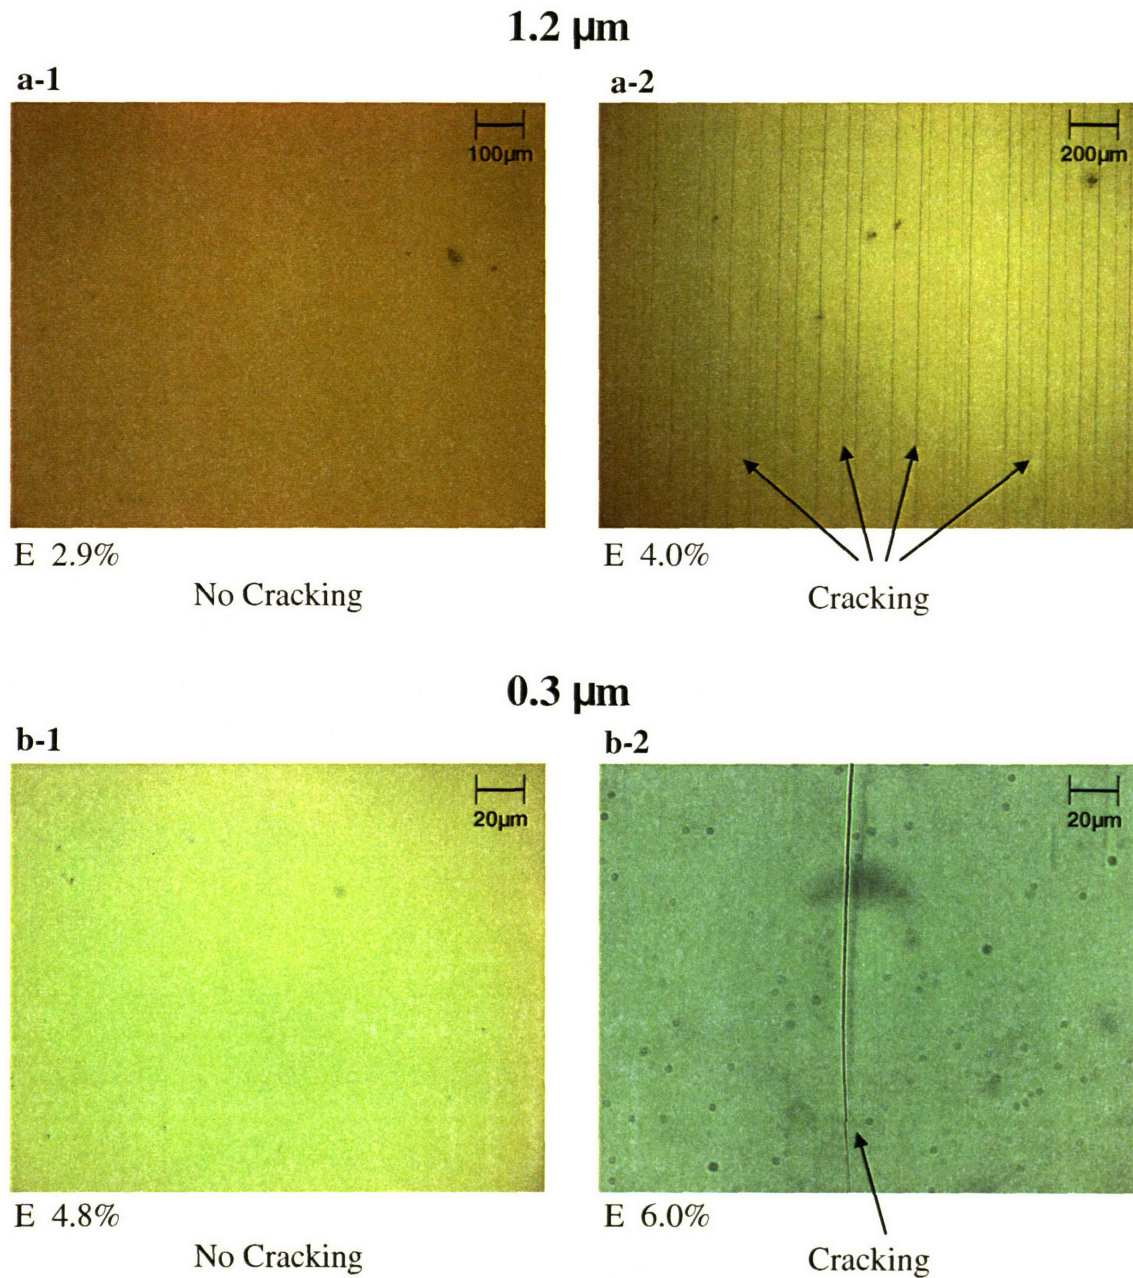 1.2 µm
a-1
a-2
100µm
200µm
E 2.9%
E 4.0%
No Cracking
Cracking
0.3 µm
b-1
b-2
20µm
20µm
E 4.8%
E 6.0%
No Cracking
Cracking